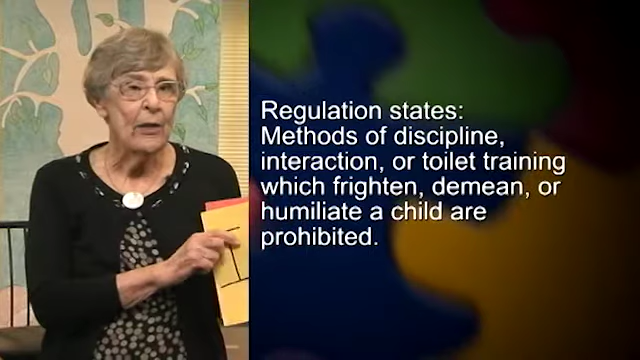 Regulation states:
Methods of discipline,
interaction, or toilet training
which frighten, demean, or
humiliate a child are
prohibited.